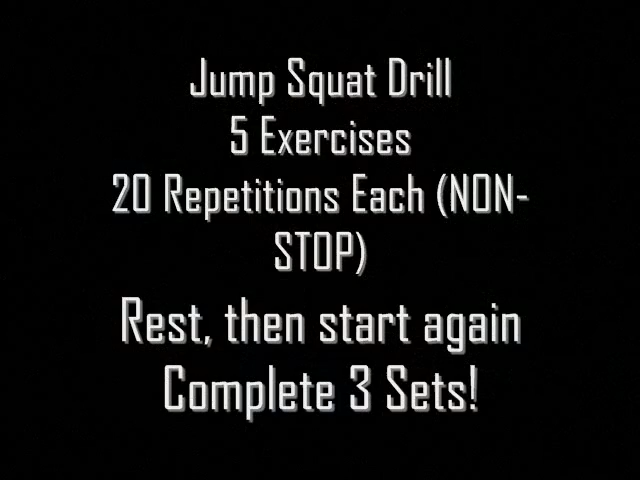 Jump Squat Drill
5 Exercises
20 Repetitions Each (NON-
STOP)
Rest, then start again
Complete 3 Sets!